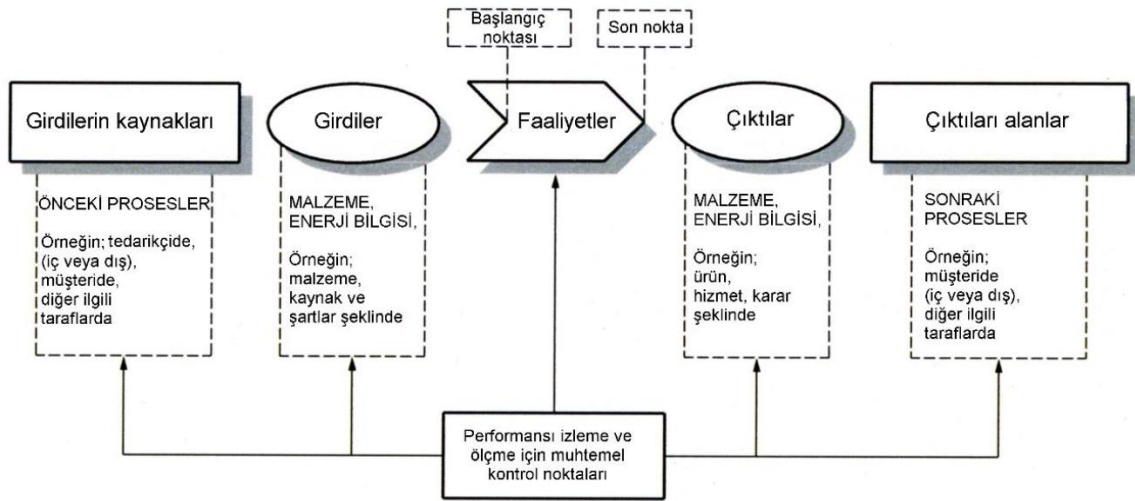 Başlangıç
noktası
Son nokta
Girdilerin kaynakları
Girdiler
Faaliyetler
Çıktılar
Çıktıları alanlar
ÖNCEKİ PROSESLER
Örneğin; tedarikçide,
(iç veya dış),
müşteride,
diğer ilgili
taraflarda
MALZEME,
ENERJİ BİLGİSİ,
Örneğin;
malzeme,
kaynak ve
şartlar şeklinde
MALZEME,
ENERJİ BİLGİSİ,
Örneğin;
ürün,
hizmet, karar
şeklinde
SONRAKİ
PROSESLER
Örneğin;
müşteride
(iç veya dış),
diğer ilgili
taraflarda
Performansı izleme ve
ölçme için muhtemel
kontrol noktaları